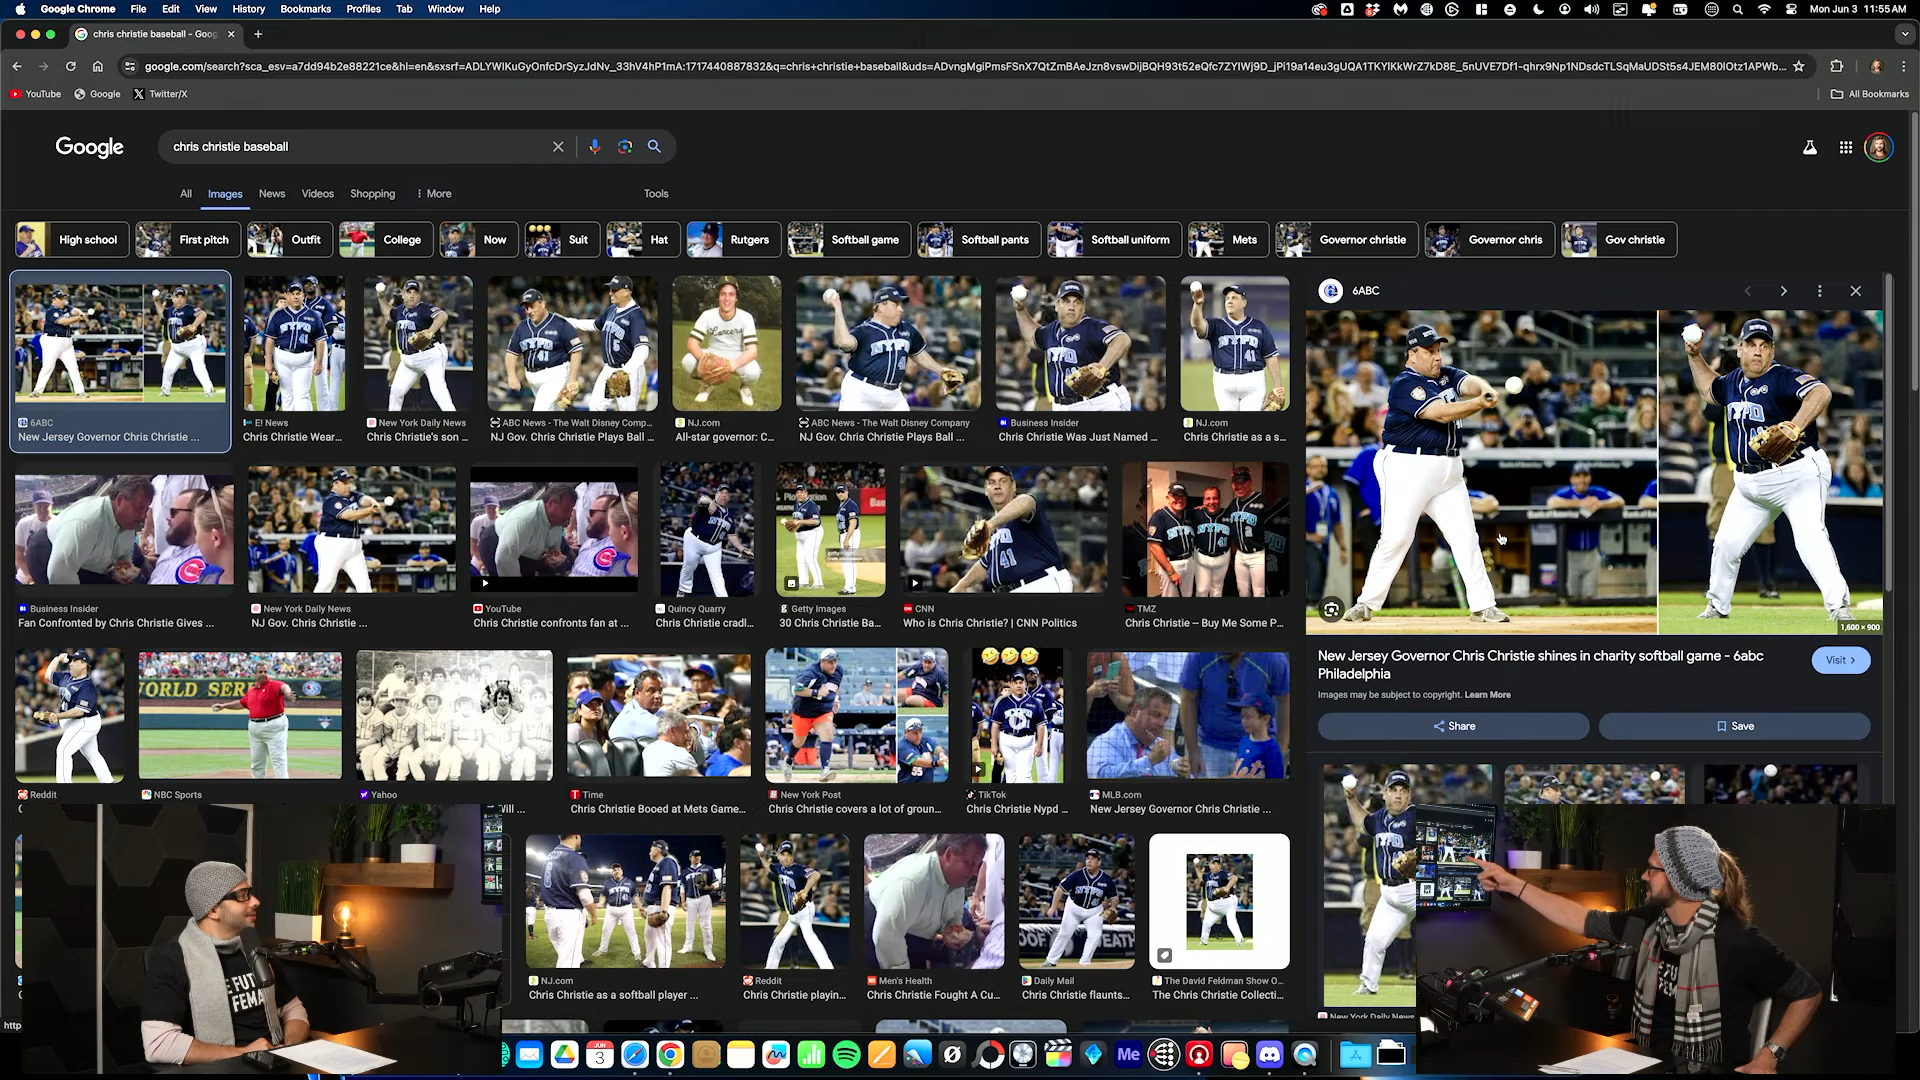 Google Chrome File Edit View History Bookmarks Profiles Tab Window Help
Mon Jun 3 11:55 AM
chris christie baseball - Goog
YouTube Google Twitter/X
All Bookmarks
Google
chris christie baseball
All Images News Videos Shopping More Tools
High school First pitch Outfit College Now Suit Hat Rutgers Softball game Softball pants Softball uniform Mets Governor christie Governor chris Gov christie
6ABC
New Jersey Governor Chris Christie ...
E! News
Chris Christie Wear...
New York Daily News
Chris Christie's son ...
ABC News - The Walt Disney Comp...
NJ Gov. Chris Christie Plays Ball ...
NJ.com
All-star governor: C...
ABC News - The Walt Disney Company
NJ Gov. Chris Christie Plays Ball ...
Business Insider
Chris Christie Was Just Named ...
NJ.com
Chris Christie as a s...
Business Insider
Fan Confronted by Chris Christie Gives ...
New York Daily News
NJ Gov. Chris Christie ...
YouTube
Chris Christie confronts fan at ...
Quincy Quarry
Chris Christie cradl...
Getty Images
30 Chris Christie Ba...
CNN
Who is Chris Christie? | CNN Politics
TMZ
Chris Christie -- Buy Me Some P...
Reddit
NBC Sports
Yahoo
Will ...
Time
Chris Christie Booed at Mets Game...
New York Post
Chris Christie covers a lot of groun...
TikTok
Chris Christie Nypd ...
MLB.com
New Jersey Governor Chris Christie ...
NJ.com
Chris Christie as a softball player ...
Reddit
Chris Christie playin...
Men's Health
Chris Christie Fought A Cu...
Daily Mail
Chris Christie flaunts...
The David Feldman Show O...
The Chris Christie Collecti...
6ABC
1,600 × 900
New Jersey Governor Chris Christie shines in charity softball game - 6abc
Philadelphia
Visit
Images may be subject to copyright. Learn More
Share
Save
New York Daily News
http
JUN
3
Me